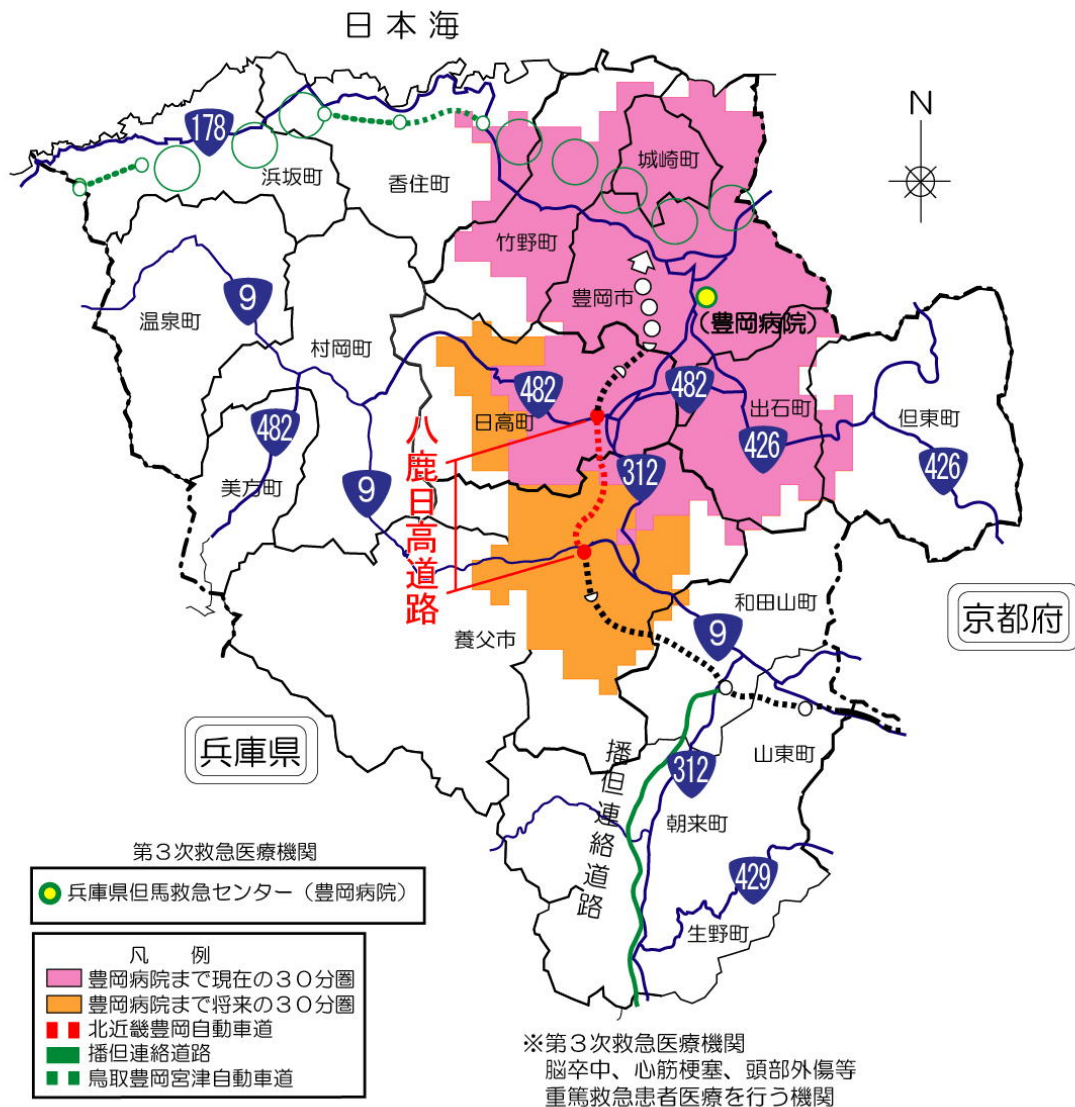 日本海
N
178
浜坂町
香住町
城崎町
竹野町
9
温泉町
村岡町
豊岡市
(豊岡病院)
482
482
日高町
出石町
但東町
482
426
426
美方町
9
312
八鹿日高道路
養父市
和田山町
9
京都府
兵庫県
山東町
312
播但連絡道路
朝来町
429
生野町
第3次救急医療機関
兵庫県但馬救急センター(豊岡病院)
凡 例
豊岡病院まで現在の30分圏
豊岡病院まで将来の30分圏
北近畿豊岡自動車道
播但連絡道路
鳥取豊岡宮津自動車道
※第3次救急医療機関
脳卒中、心筋梗塞、頭部外傷等
重篤救急患者医療を行う機関